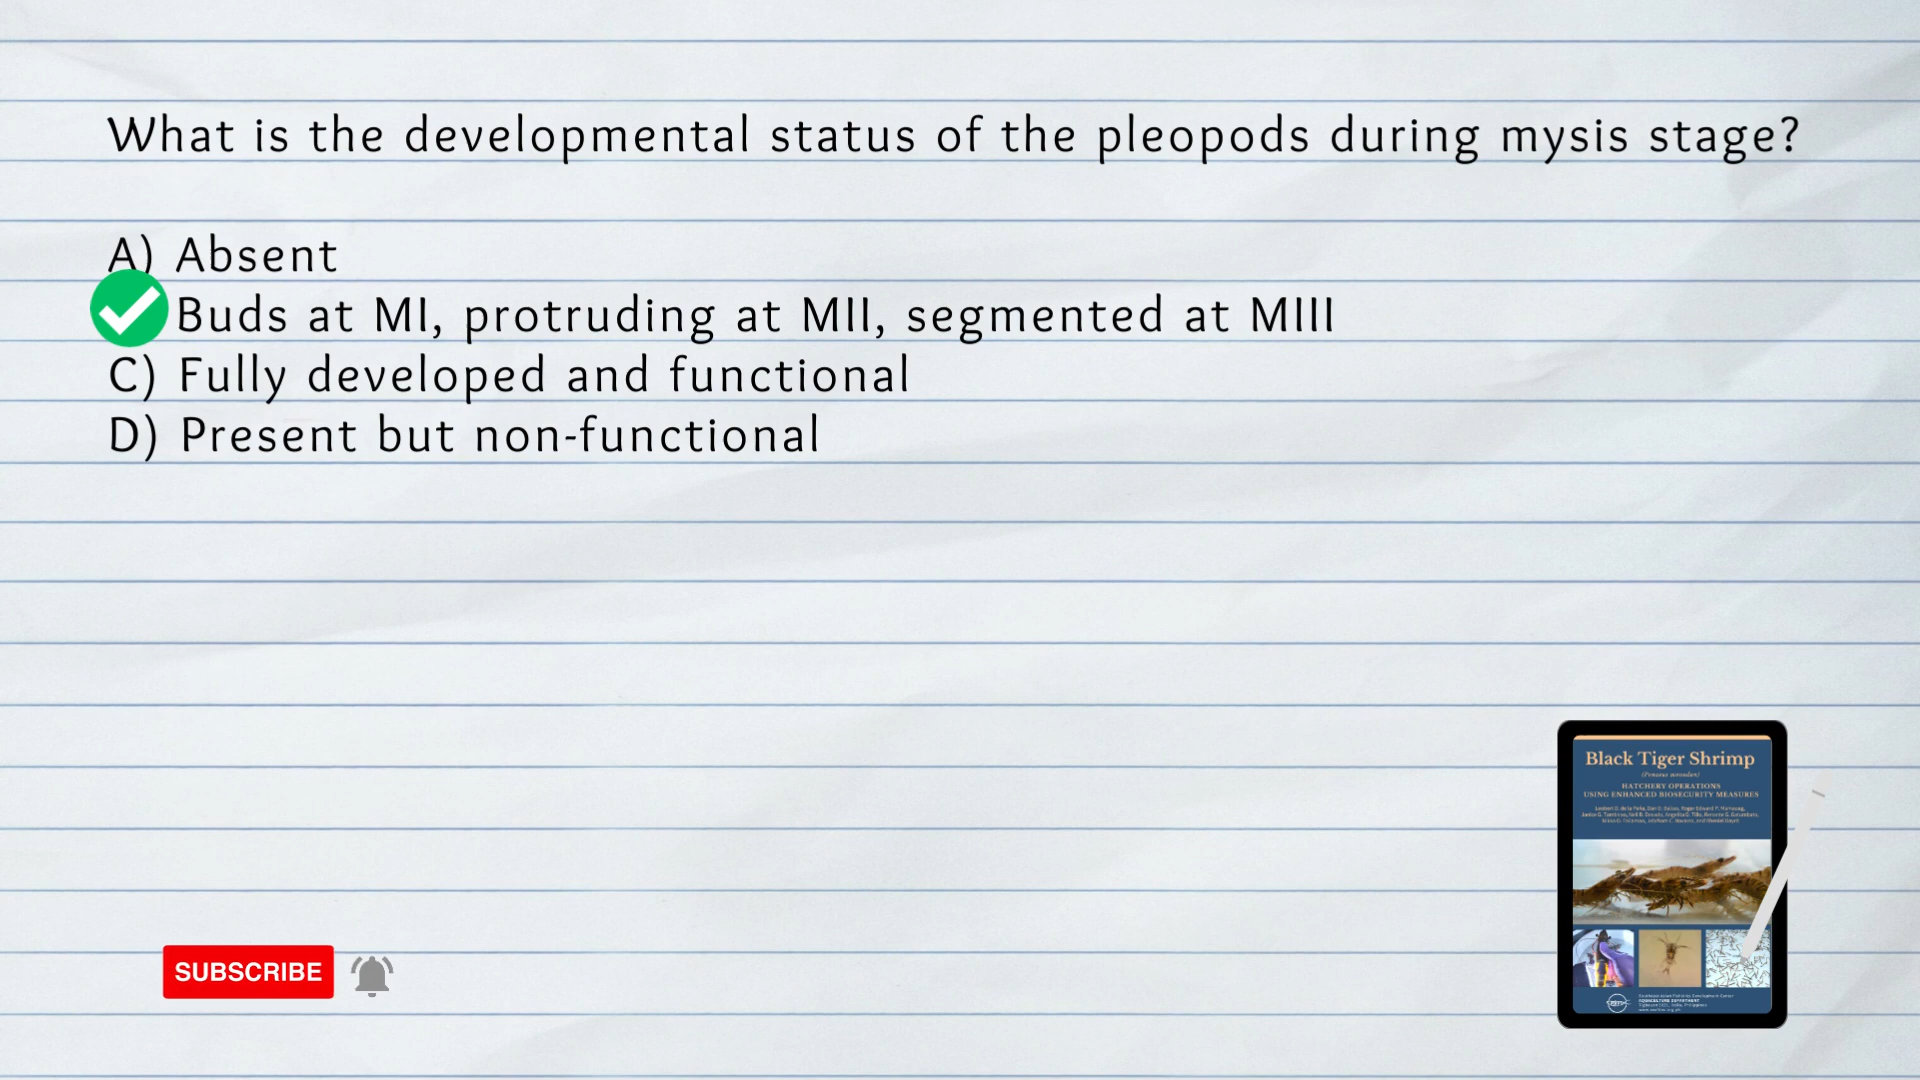 What is the developmental status of the pleopods during mysis stage?
A) Absent
Buds at MI, protruding at MII, segmented at MIII
C) Fully developed and functional
D) Present but non-functional
Black Tiger Shrimp
(Penaeus monodon)
HATCHERY OPERATIONS
USING ENHANCED BIOSECURITY MEASURES
SUBSCRIBE